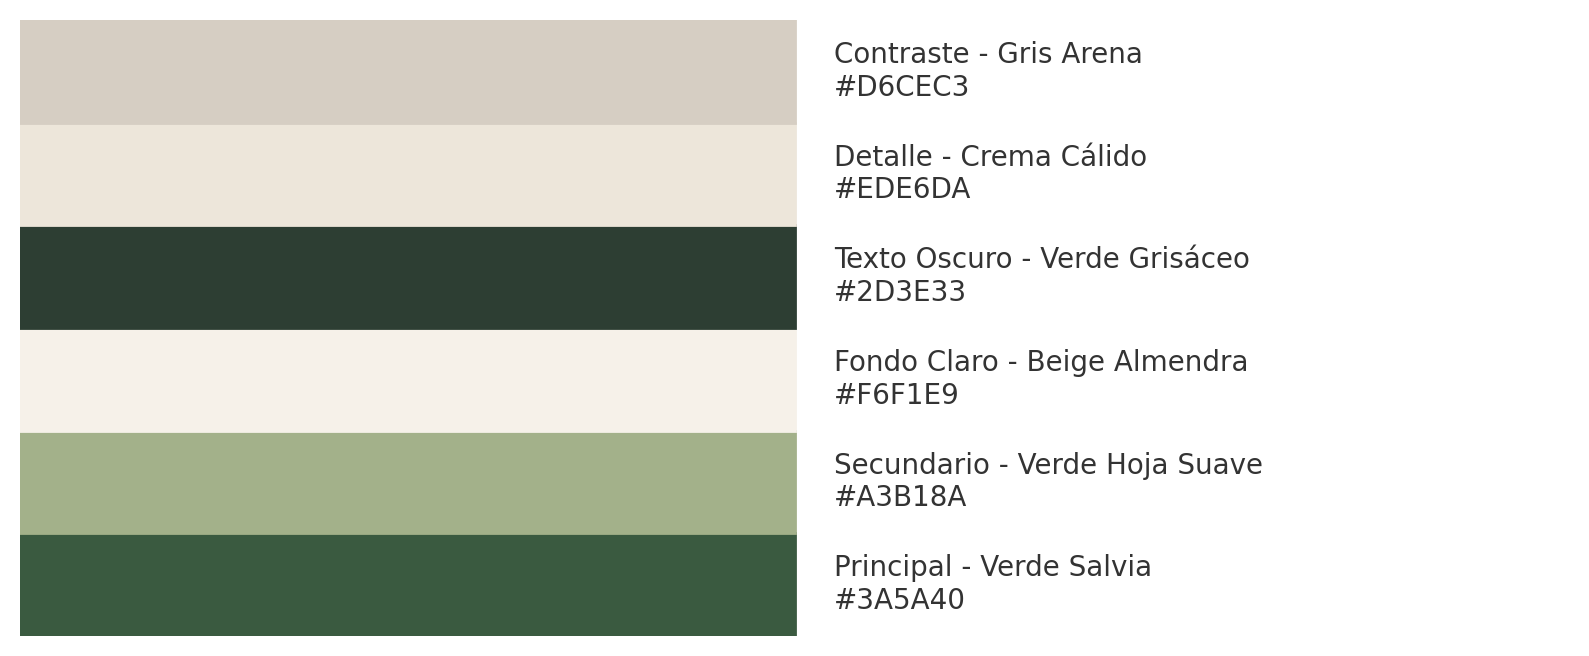 Contraste - Gris Arena
#D6CEC3
Detalle - Crema Cálido
#EDE6DA
Texto Oscuro - Verde Grisáceo
#2D3E33
Fondo Claro - Beige Almendra
#F6F1E9
Secundario - Verde Hoja Suave
#A3B18A
Principal - Verde Salvia
#3A5A40